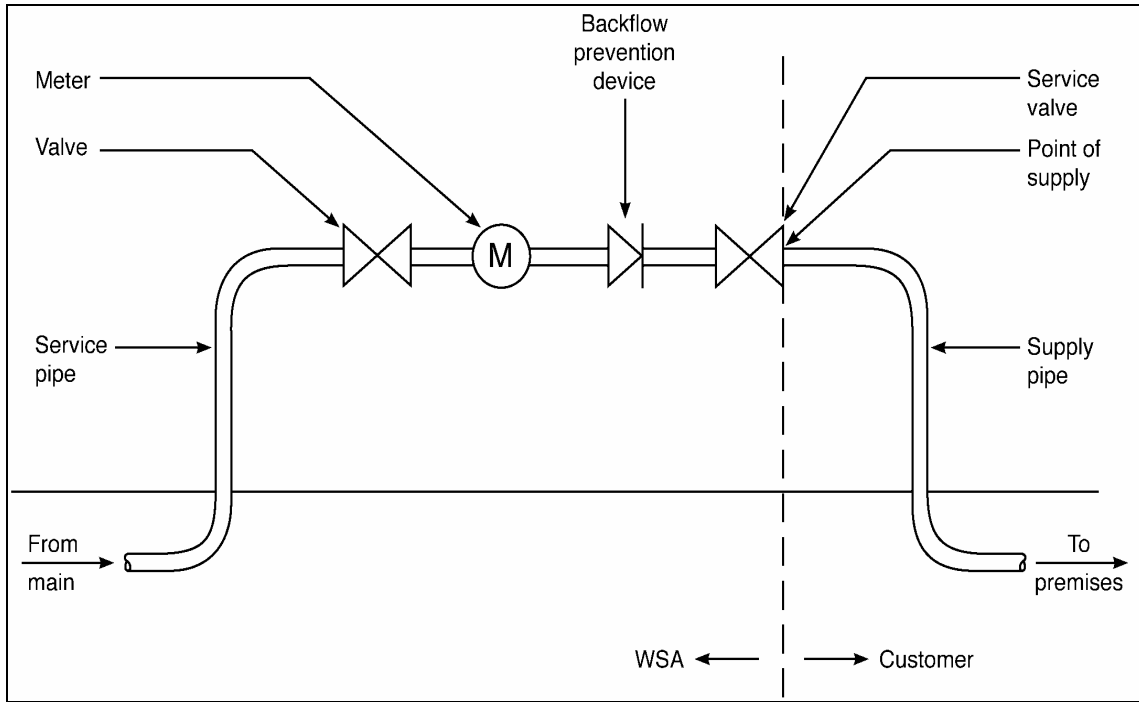 Backflow
prevention
device
Meter
Valve
Service
valve
Point of
supply
M
Service
pipe
Supply
pipe
From
main
To
premises
WSA
Customer